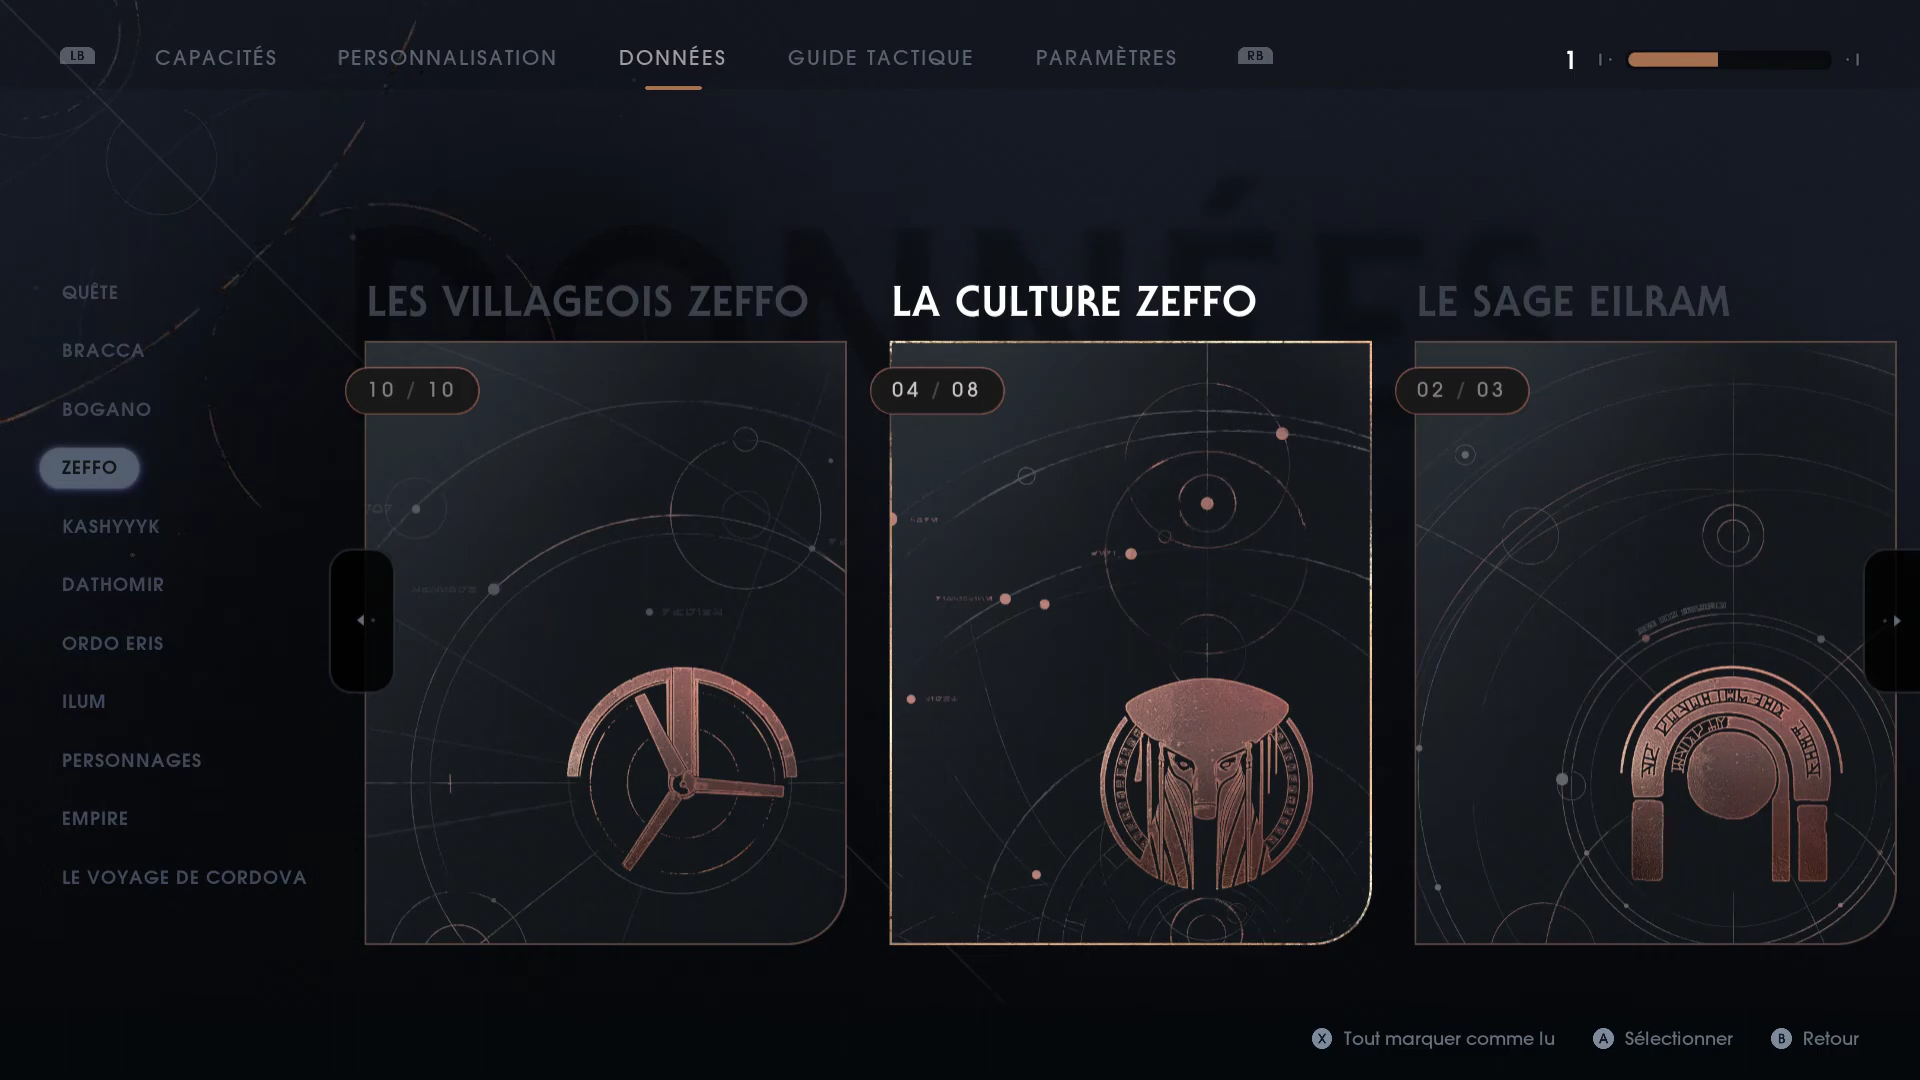 LB CAPACITÉS PERSONNALISATION DONNÉES GUIDE TACTIQUE PARAMÈTRES RB 1
DONNÉES
QUÊTE
BRACCA
BOGANO
ZEFFO
KASHYYYK
DATHOMIR
ORDO ERIS
ILUM
PERSONNAGES
EMPIRE
LE VOYAGE DE CORDOVA
LES VILLAGEOIS ZEFFO
10 / 10
LA CULTURE ZEFFO
04 / 08
LE SAGE EILRAM
02 / 03
X Tout marquer comme lu A Sélectionner B Retour